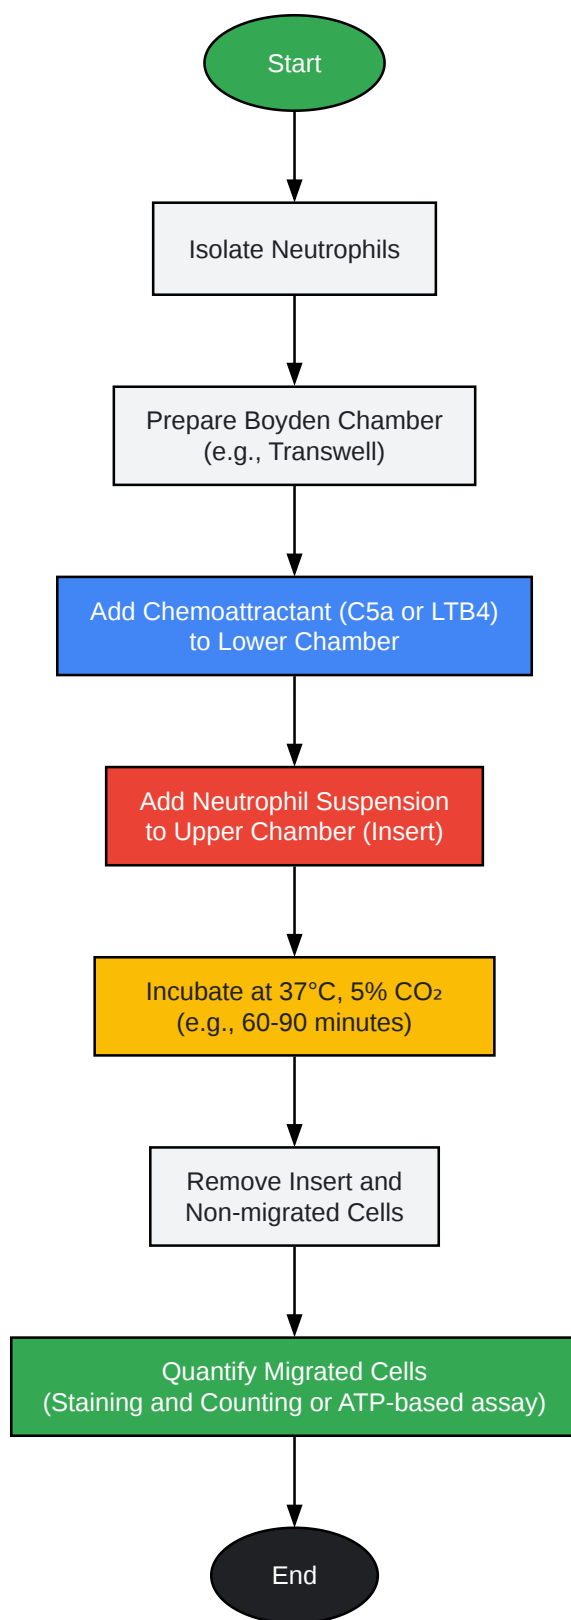 Start
Isolate Neutrophils
Prepare Boyden Chamber
(e.g., Transwell)
Add Chemoattractant (C5a or LTB4)
to Lower Chamber
Add Neutrophil Suspension
to Upper Chamber (Insert)
Incubate at 37°C, 5% CO₂
(e.g., 60-90 minutes)
Remove Insert and
Non-migrated Cells
Quantify Migrated Cells
(Staining and Counting or ATP-based assay)
End